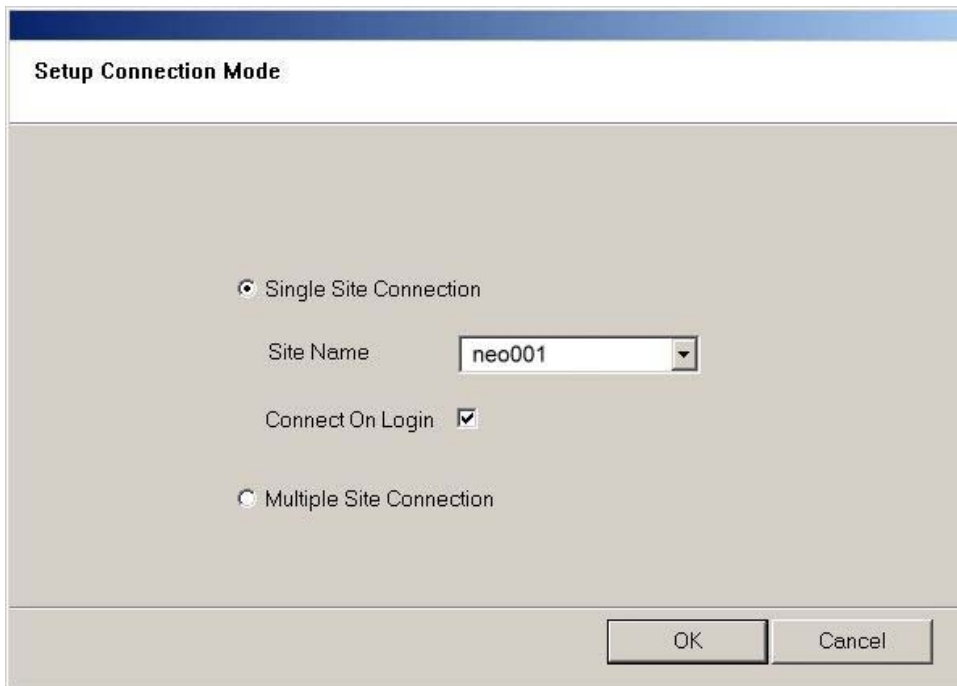 Setup Connection Mode
Single Site Connection
Site Name neo001
Connect On Login
Multiple Site Connection
OK Cancel